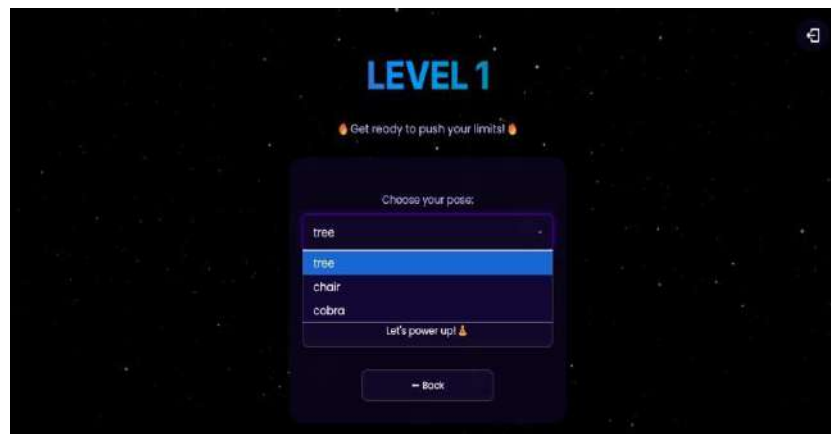 LEVEL 1
🔥 Get ready to push your limits! 🔥
Choose your pose:
tree
tree
chair
cobra
Let's power up!
← Back